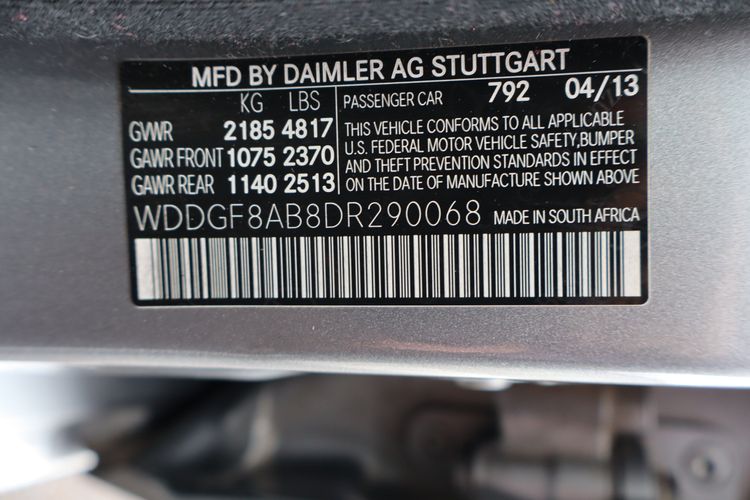 MFD BY DAIMLER AG STUTTGART
KG LBS
GVWR 2185 4817
GAWR FRONT 1075 2370
GAWR REAR 1140 2513
PASSENGER CAR 792 04/13
THIS VEHICLE CONFORMS TO ALL APPLICABLE
U.S. FEDERAL MOTOR VEHICLE SAFETY,BUMPER
AND THEFT PREVENTION STANDARDS IN EFFECT
ON THE DATE OF MANUFACTURE SHOWN ABOVE
WDDGF8AB8DR290068 MADE IN SOUTH AFRICA